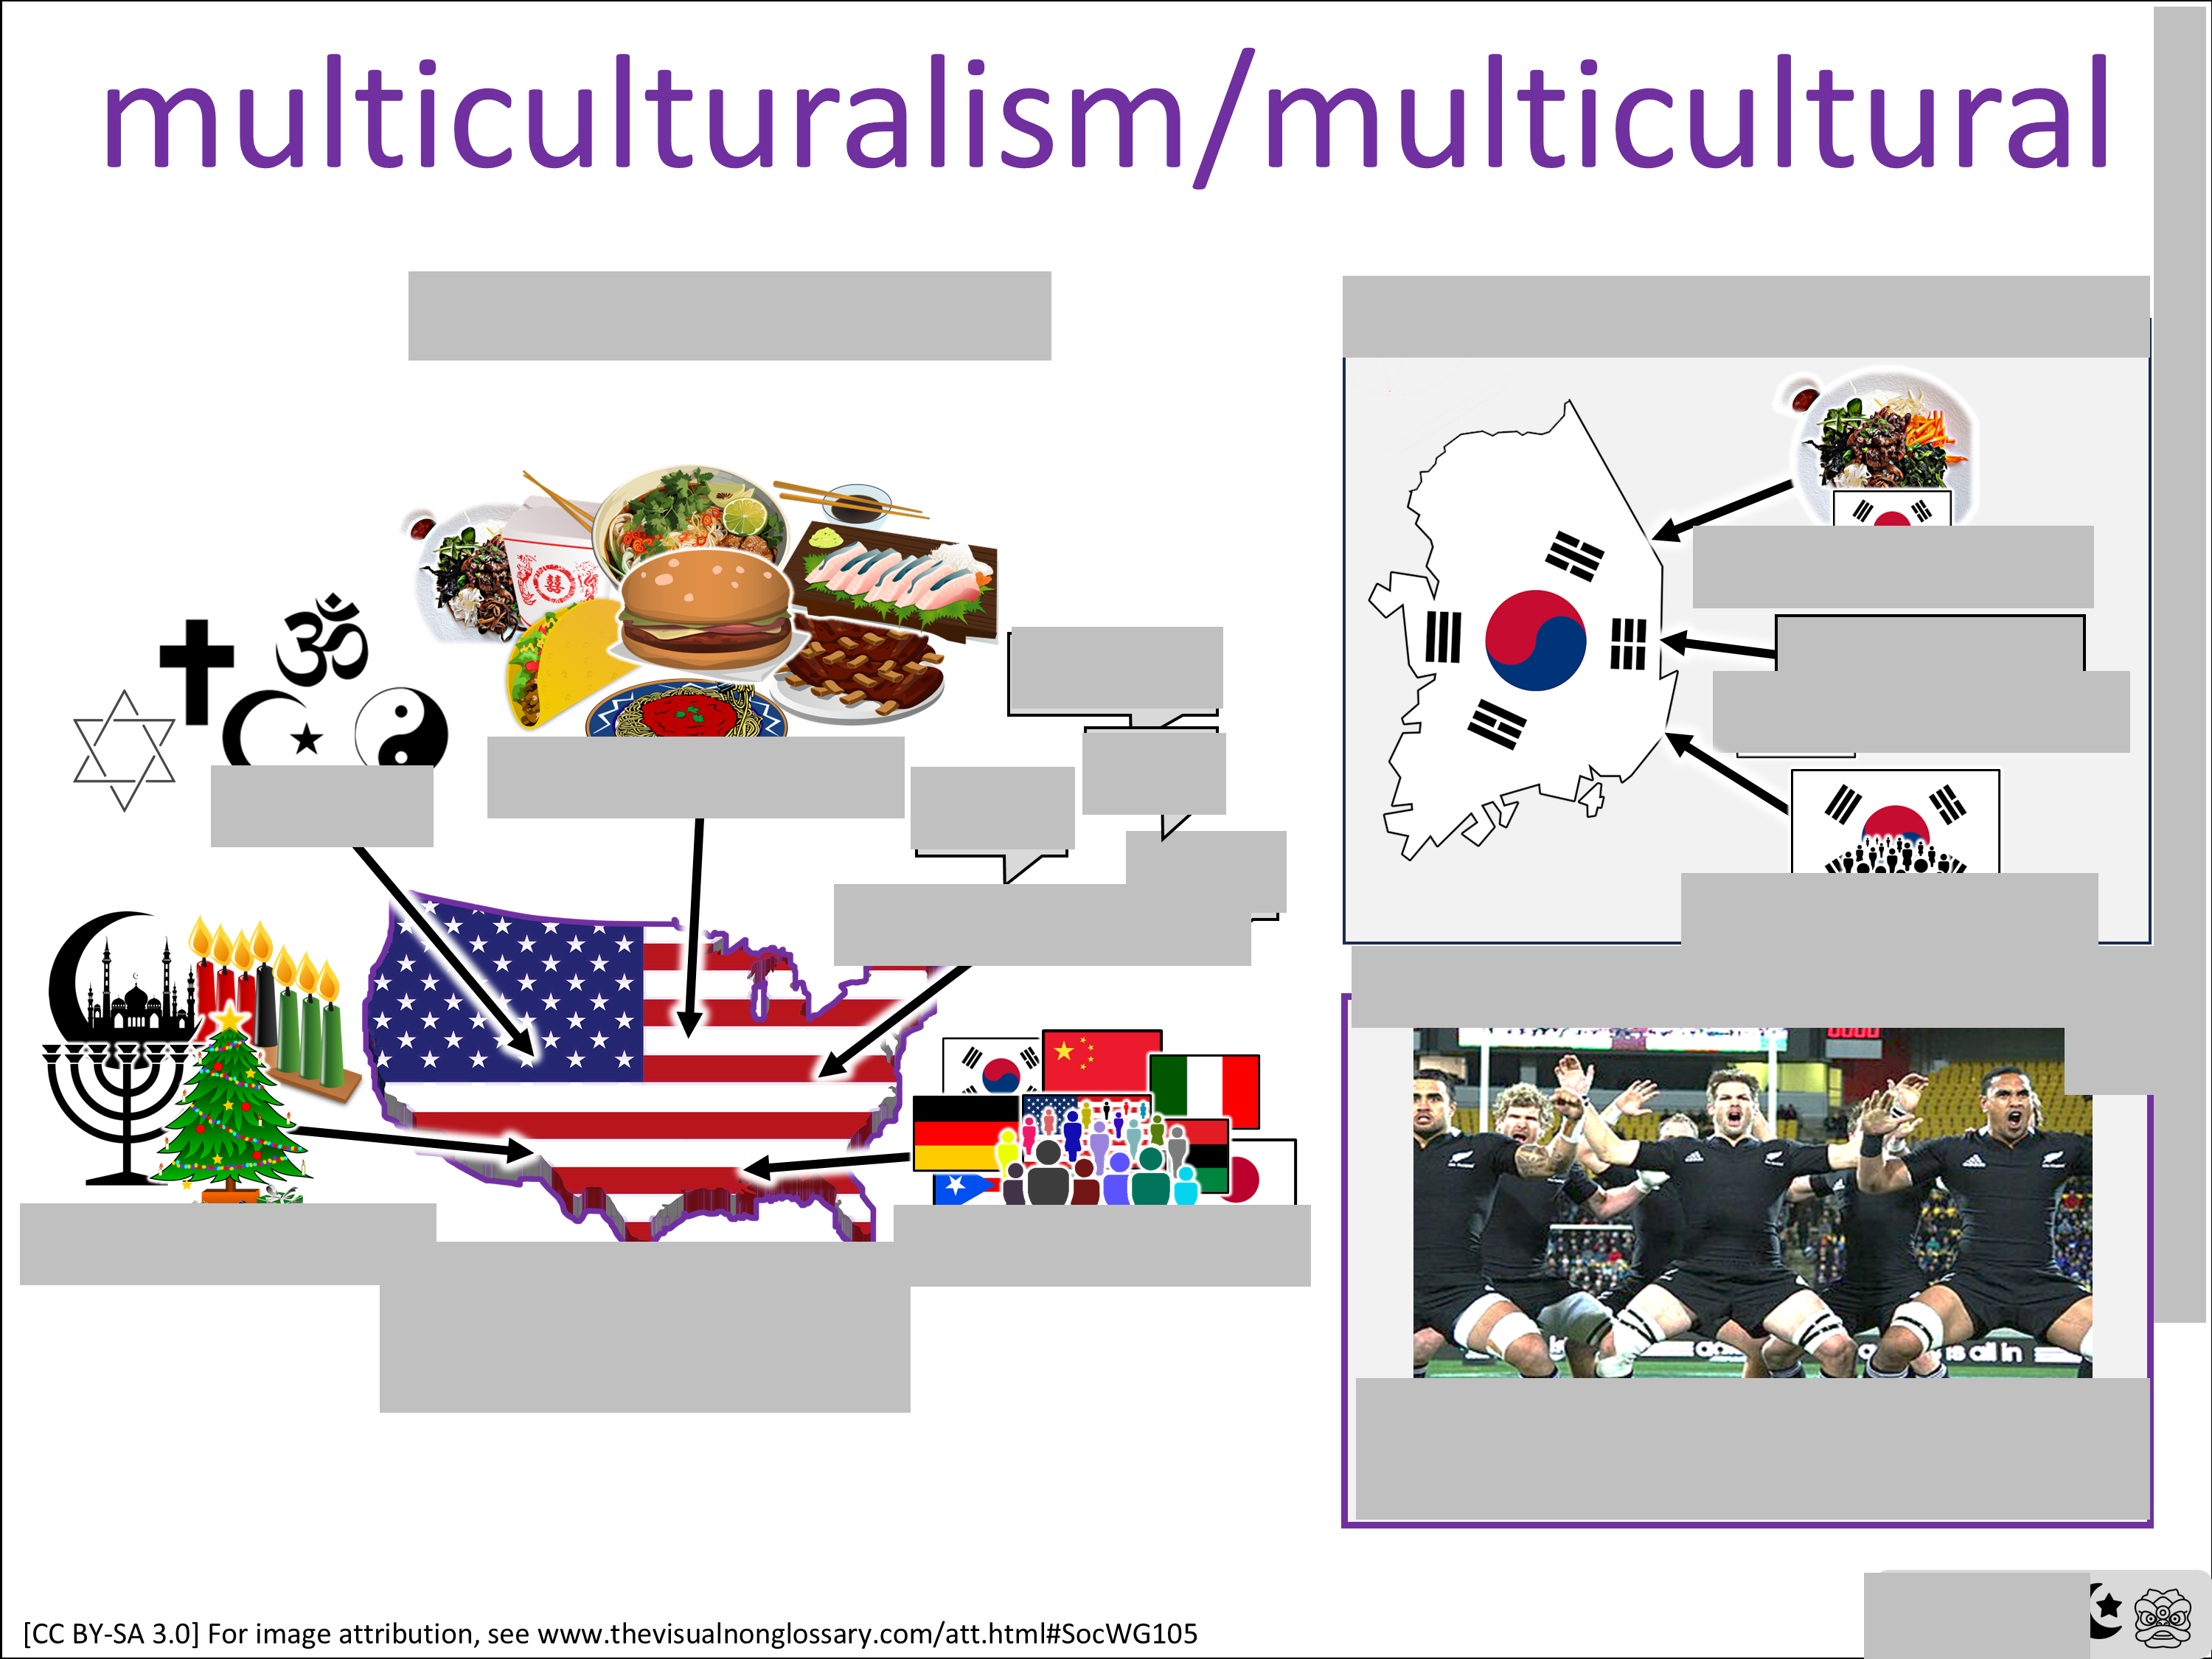 multiculturalism/multicultural
[CC BY-SA 3.0] For image attribution, see www.thevisualnonglossary.com/att.html#SocWG105